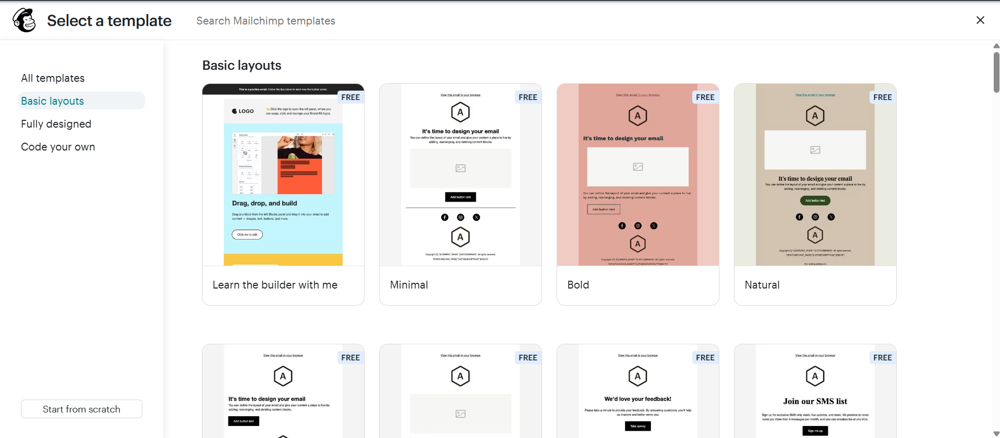 Select a template
Search Mailchimp templates
All templates
Basic layouts
Fully designed
Code your own
Start from scratch
Basic layouts
This is a practice email. Follow the tips below to learn how the builder works.
FREE
LOGO
👈 Click the logo to open the left panel, where you
can swap, style and manage your Brand Kit logos.
Drag, drop, and build
Drag any block from the left Blocks panel and drop it into your email to add
content — images, text, buttons, and more.
Click me to edit
Learn the builder with me
View this email in your browser
FREE
A
It's time to design your email
You can define the layout of your email and give your content a place to live by
adding, rearranging, and deleting content blocks.
Add button text
A
Copyright (C) *|CURRENT_YEAR|* *|LIST:COMPANY|*. All rights reserved.
*|IFNOT:ARCHIVE_PAGE|**|LIST:DESCRIPTION|**|END:IF|*
Minimal
View this email in your browser
FREE
A
It's time to design your email
You can define the layout of your email and give your content a place to live
by adding, rearranging, and deleting content blocks.
Add button text
A
Copyright (C) *|CURRENT_YEAR|* *|LIST:COMPANY|*. All rights reserved.
*|IFNOT:ARCHIVE_PAGE|**|LIST:DESCRIPTION|**|END:IF|*
Bold
View this email in your browser
FREE
A
It's time to design your email
You can define the layout of your email and give your content a place to live by
adding, rearranging, and deleting content blocks.
Add button text
A
Copyright (C) *|CURRENT_YEAR|* *|LIST:COMPANY|*. All rights reserved.
*|IFNOT:ARCHIVE_PAGE|**|LIST:DESCRIPTION|**|END:IF|*
Our mailing address is:
Natural
View this email in your browser
FREE
A
It's time to design your email
You can define the layout of your email and give your content a place to live by
adding, rearranging, and deleting content blocks.
Add button text
View this email in your browser
FREE
A
View this email in your browser
FREE
A
We'd love your feedback!
Please take a minute to provide your feedback. By answering questions, you'll help
us improve and better serve you.
Take survey
View this email in your browser
FREE
A
Join our SMS list
Sign up for exclusive SMS-only deals, live updates, and more. We promise to never
send you more than 4 messages per month, and you can unsubscribe at any time.
Sign me up